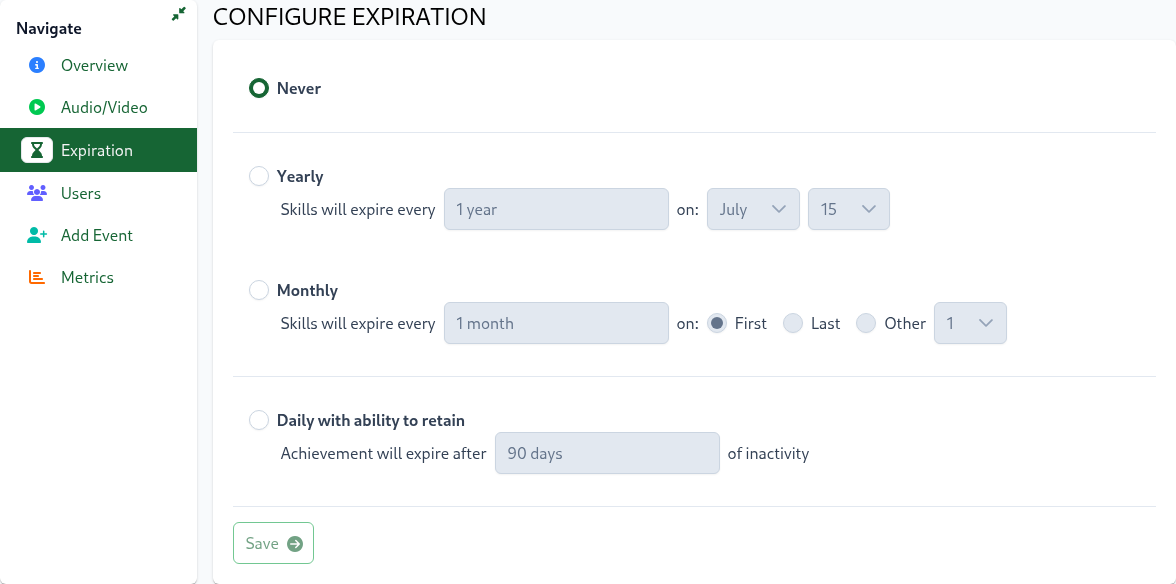 Navigate
Overview
Audio/Video
Expiration
Users
Add Event
Metrics
CONFIGURE EXPIRATION
Never
Yearly
Skills will expire every 1 year on: July 15
Monthly
Skills will expire every 1 month on: First Last Other 1
Daily with ability to retain
Achievement will expire after 90 days of inactivity
Save